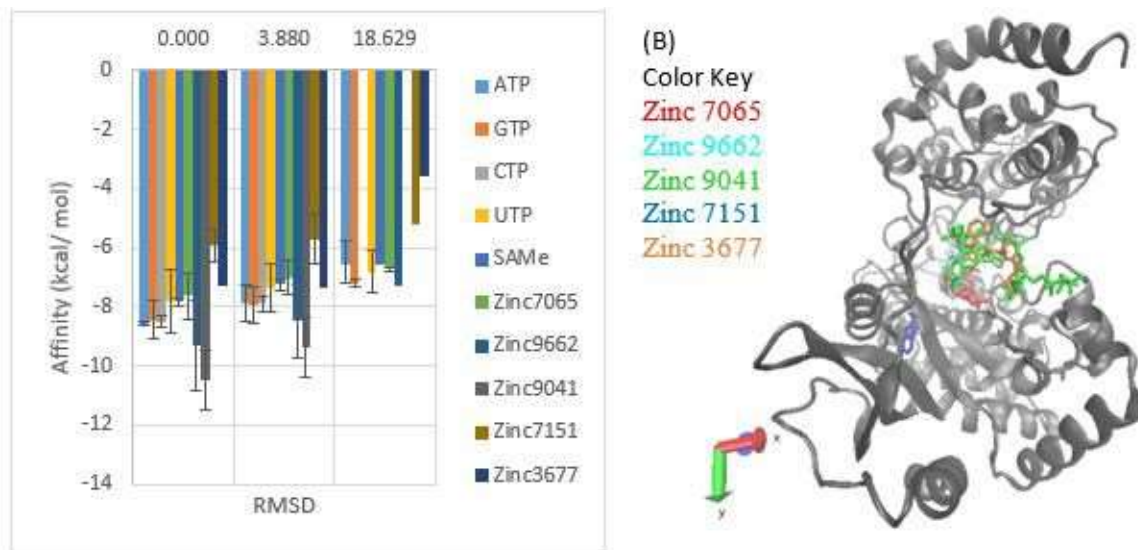 0.000 3.880 18.629
0
-2
-4
-6
-8
-10
-12
-14
Affinity (kcal/ mol)
RMSD
ATP
GTP
CTP
UTP
SAMe
Zinc7065
Zinc9662
Zinc9041
Zinc7151
Zinc3677
(B)
Color Key
Zinc 7065
Zinc 9662
Zinc 9041
Zinc 7151
Zinc 3677
x
y